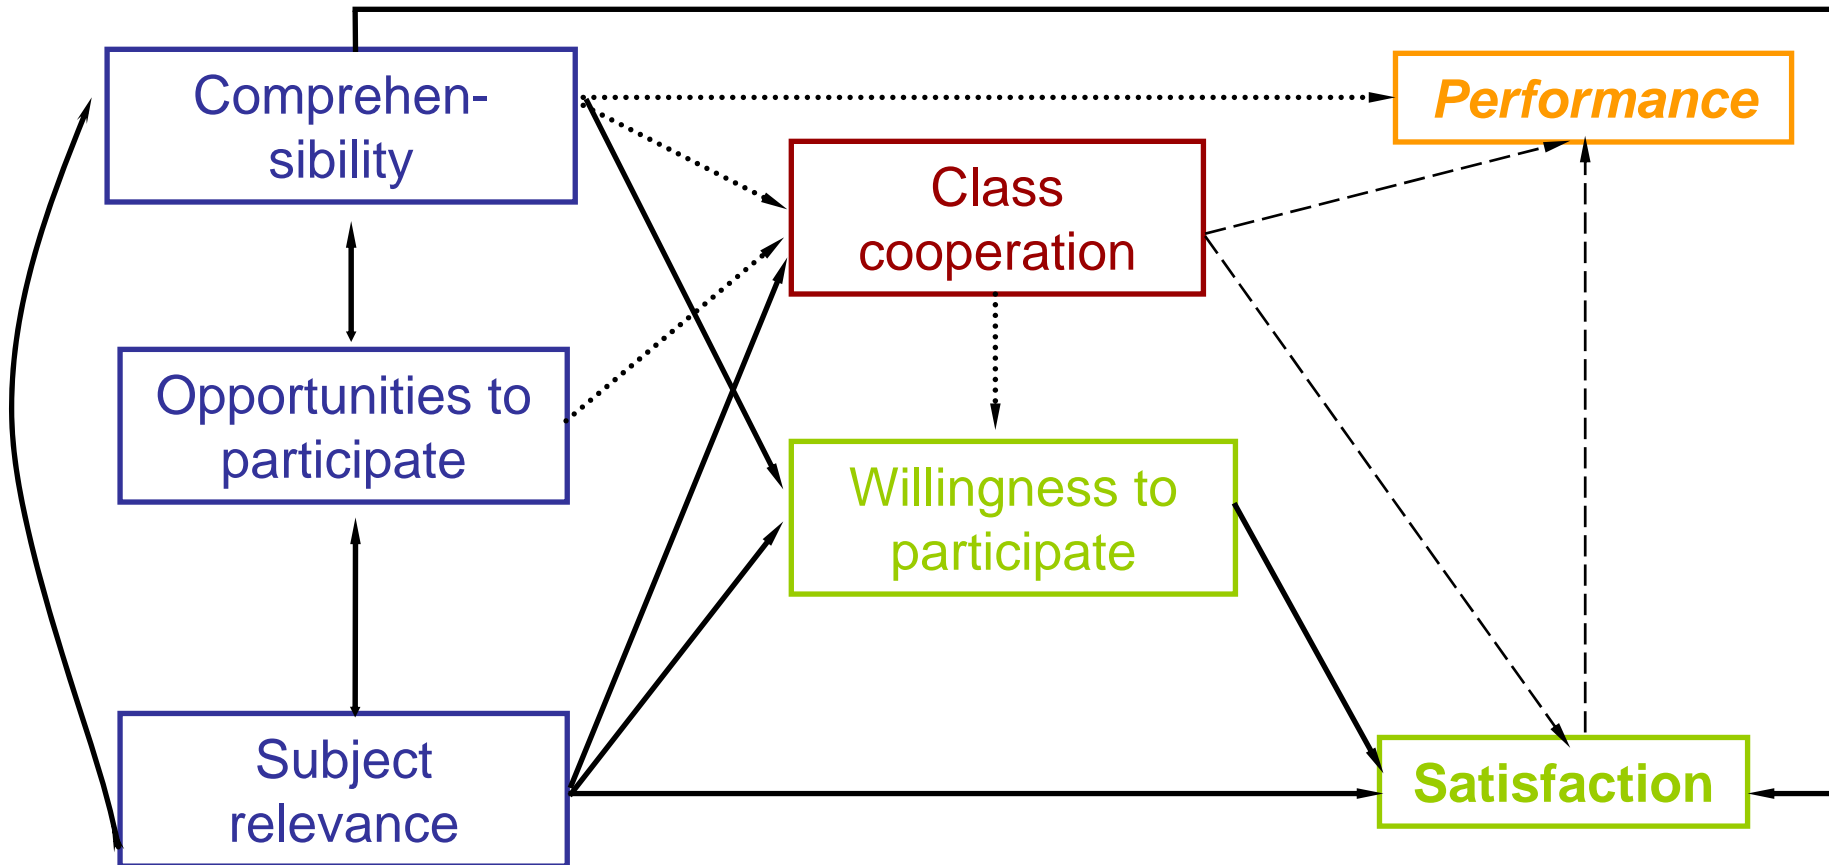 Comprehen-
sibility
Performance
Class
cooperation
Opportunities to
participate
Willingness to
participate
Subject
relevance
Satisfaction